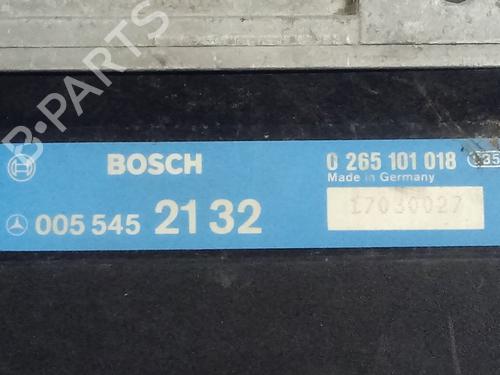 B-PARTS
BOSCH
0 265 101 018
Made in Germany
005 545 21 32
17030027